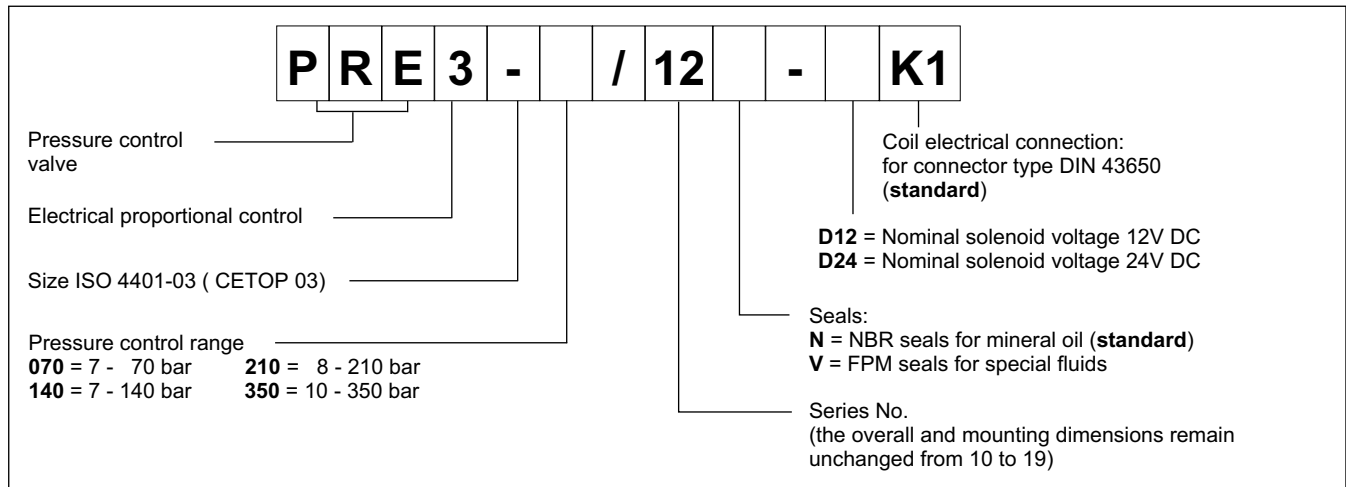 PRE3- /12 - K1
Pressure control
valve
Electrical proportional control
Size ISO 4401-03 ( CETOP 03)
Pressure control range
070 = 7 - 70 bar 210 = 8 - 210 bar
140 = 7 - 140 bar 350 = 10 - 350 bar
Coil electrical connection:
for connector type DIN 43650
(standard)
D12 = Nominal solenoid voltage 12V DC
D24 = Nominal solenoid voltage 24V DC
Seals:
N = NBR seals for mineral oil (standard)
V = FPM seals for special fluids
Series No.
(the overall and mounting dimensions remain
unchanged from 10 to 19)